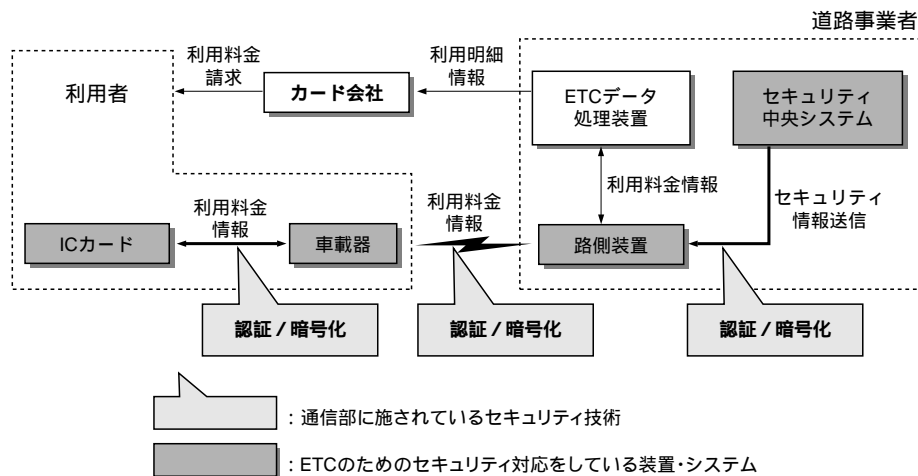 道路事業者
利用者
利用料金
請求
カード会社
利用明細
情報
ETCデータ
処理装置
セキュリティ
中央システム
利用料金情報
セキュリティ
情報送信
ICカード
利用料金
情報
車載器
利用料金
情報
路側装置
認証 / 暗号化
認証 / 暗号化
認証 / 暗号化
: 通信部に施されているセキュリティ技術
: ETCのためのセキュリティ対応をしている装置・システム